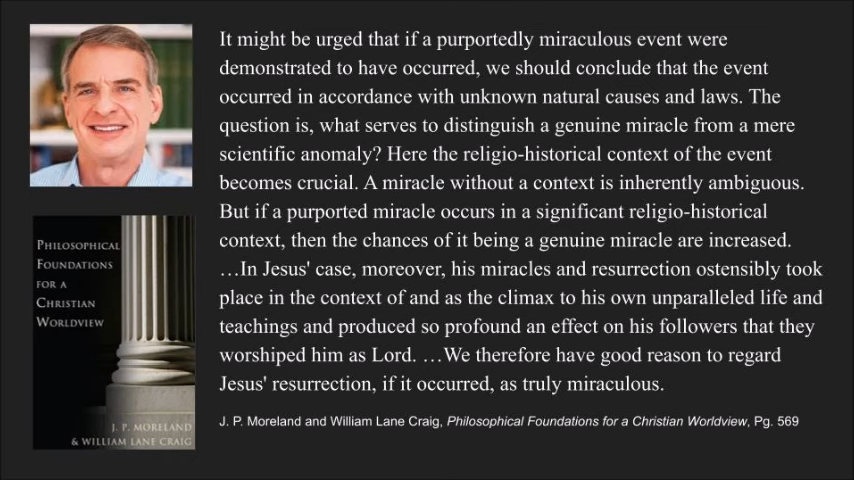 It might be urged that if a purportedly miraculous event were
demonstrated to have occurred, we should conclude that the event
occurred in accordance with unknown natural causes and laws. The
question is, what serves to distinguish a genuine miracle from a mere
scientific anomaly? Here the religio-historical context of the event
becomes crucial. A miracle without a context is inherently ambiguous.
But if a purported miracle occurs in a significant religio-historical
context, then the chances of it being a genuine miracle are increased.
…In Jesus' case, moreover, his miracles and resurrection ostensibly took
place in the context of and as the climax to his own unparalleled life and
teachings and produced so profound an effect on his followers that they
worshiped him as Lord. …We therefore have good reason to regard
Jesus' resurrection, if it occurred, as truly miraculous.
J. P. Moreland and William Lane Craig, Philosophical Foundations for a Christian Worldview, Pg. 569
PHILOSOPHICAL
FOUNDATIONS
FOR A
CHRISTIAN
WORLDVIEW
J. P. MORELAND
& WILLIAM LANE CRAIG